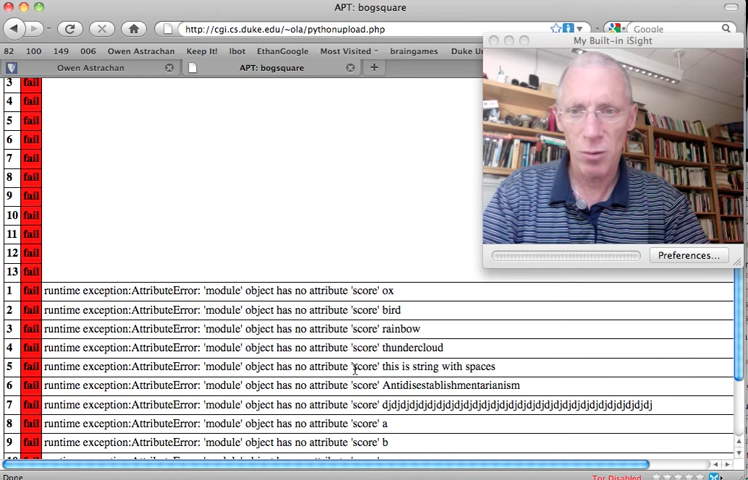 APT: bogsquare
http://cgi.cs.duke.edu/~ola/pythonupload.php
Google
82 100 149 006 Owen Astrachan Keep It! lbot EthanGoogle Most Visited braingames Duke Un
My Built-in iSight
Owen Astrachan
APT: bogsquare
3 fail
4 fail
5 fail
6 fail
7 fail
8 fail
9 fail
10 fail
11 fail
12 fail
13 fail
Preferences...
1 fail runtime exception:AttributeError: 'module' object has no attribute 'score' ox
2 fail runtime exception:AttributeError: 'module' object has no attribute 'score' bird
3 fail runtime exception:AttributeError: 'module' object has no attribute 'score' rainbow
4 fail runtime exception:AttributeError: 'module' object has no attribute 'score' thundercloud
5 fail runtime exception:AttributeError: 'module' object has no attribute 'score' this is string with spaces
6 fail runtime exception:AttributeError: 'module' object has no attribute 'score' Antidisestablishmentarianism
7 fail runtime exception:AttributeError: 'module' object has no attribute 'score' djdjdjdjdjdjdjdjdjdjdjdjdjdjdjdjdjdjdjdjdjdjdjdjdjdj
8 fail runtime exception:AttributeError: 'module' object has no attribute 'score' a
9 fail runtime exception:AttributeError: 'module' object has no attribute 'score' b
Done
Tor Disabled